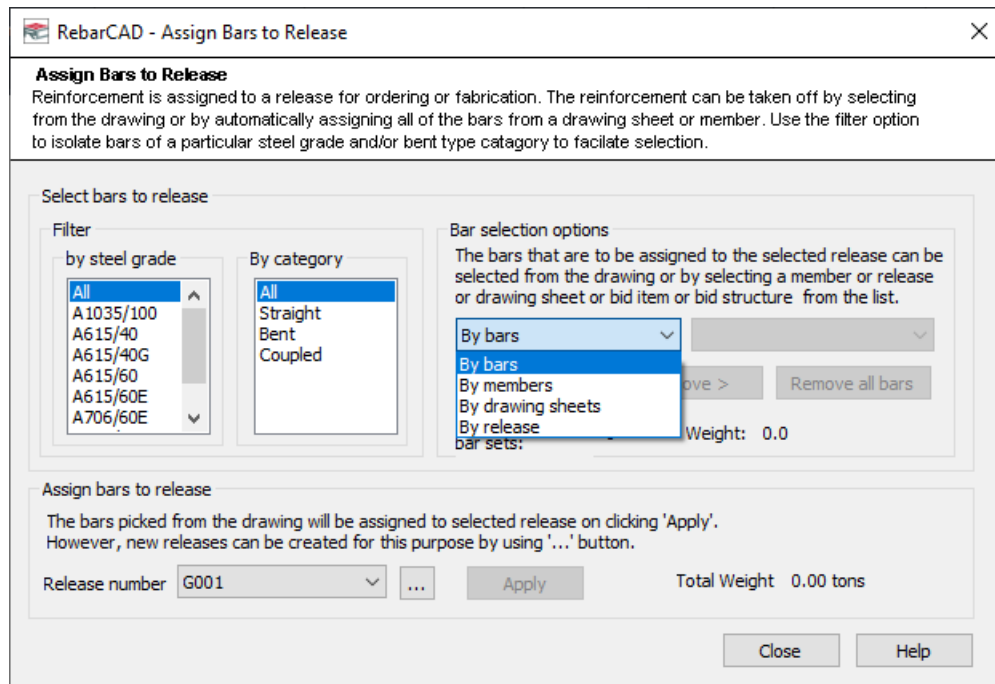 RebarCAD - Assign Bars to Release
Assign Bars to Release
Reinforcement is assigned to a release for ordering or fabrication. The reinforcement can be taken off by selecting
from the drawing or by automatically assigning all of the bars from a drawing sheet or member. Use the filter option
to isolate bars of a particular steel grade and/or bent type catagory to facilate selection.
Select bars to release
Filter
by steel grade
All
A1035/100
A615/40
A615/40G
A615/60
A615/60E
A706/60E
By category
All
Straight
Bent
Coupled
Bar selection options
The bars that are to be assigned to the selected release can be
selected from the drawing or by selecting a member or release
or drawing sheet or bid item or bid structure from the list.
By bars
By bars
By members
By drawing sheets
By release
ove >
Remove all bars
bar sets:
Weight: 0.0
Assign bars to release
The bars picked from the drawing will be assigned to selected release on clicking 'Apply'.
However, new releases can be created for this purpose by using '...' button.
Release number G001
...
Apply
Total Weight 0.00 tons
Close
Help